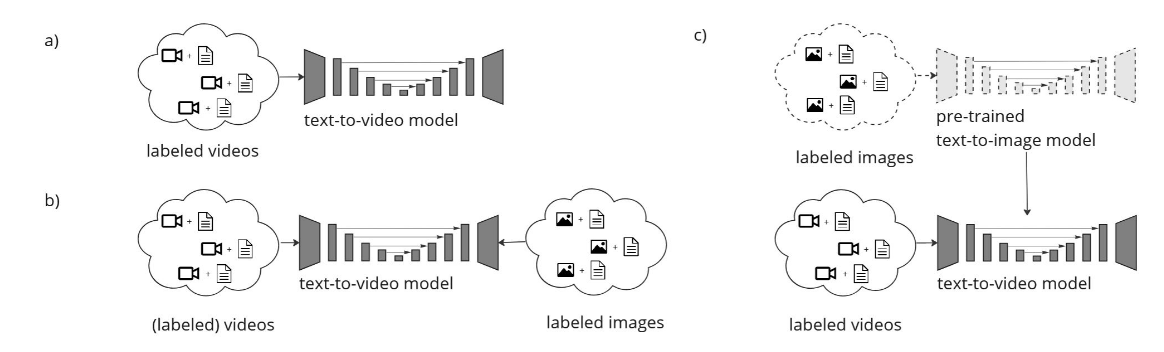 a)
text-to-video model
labeled videos
b)
text-to-video model
(labeled) videos
labeled images
c)
pre-trained
text-to-image model
labeled images
text-to-video model
labeled videos